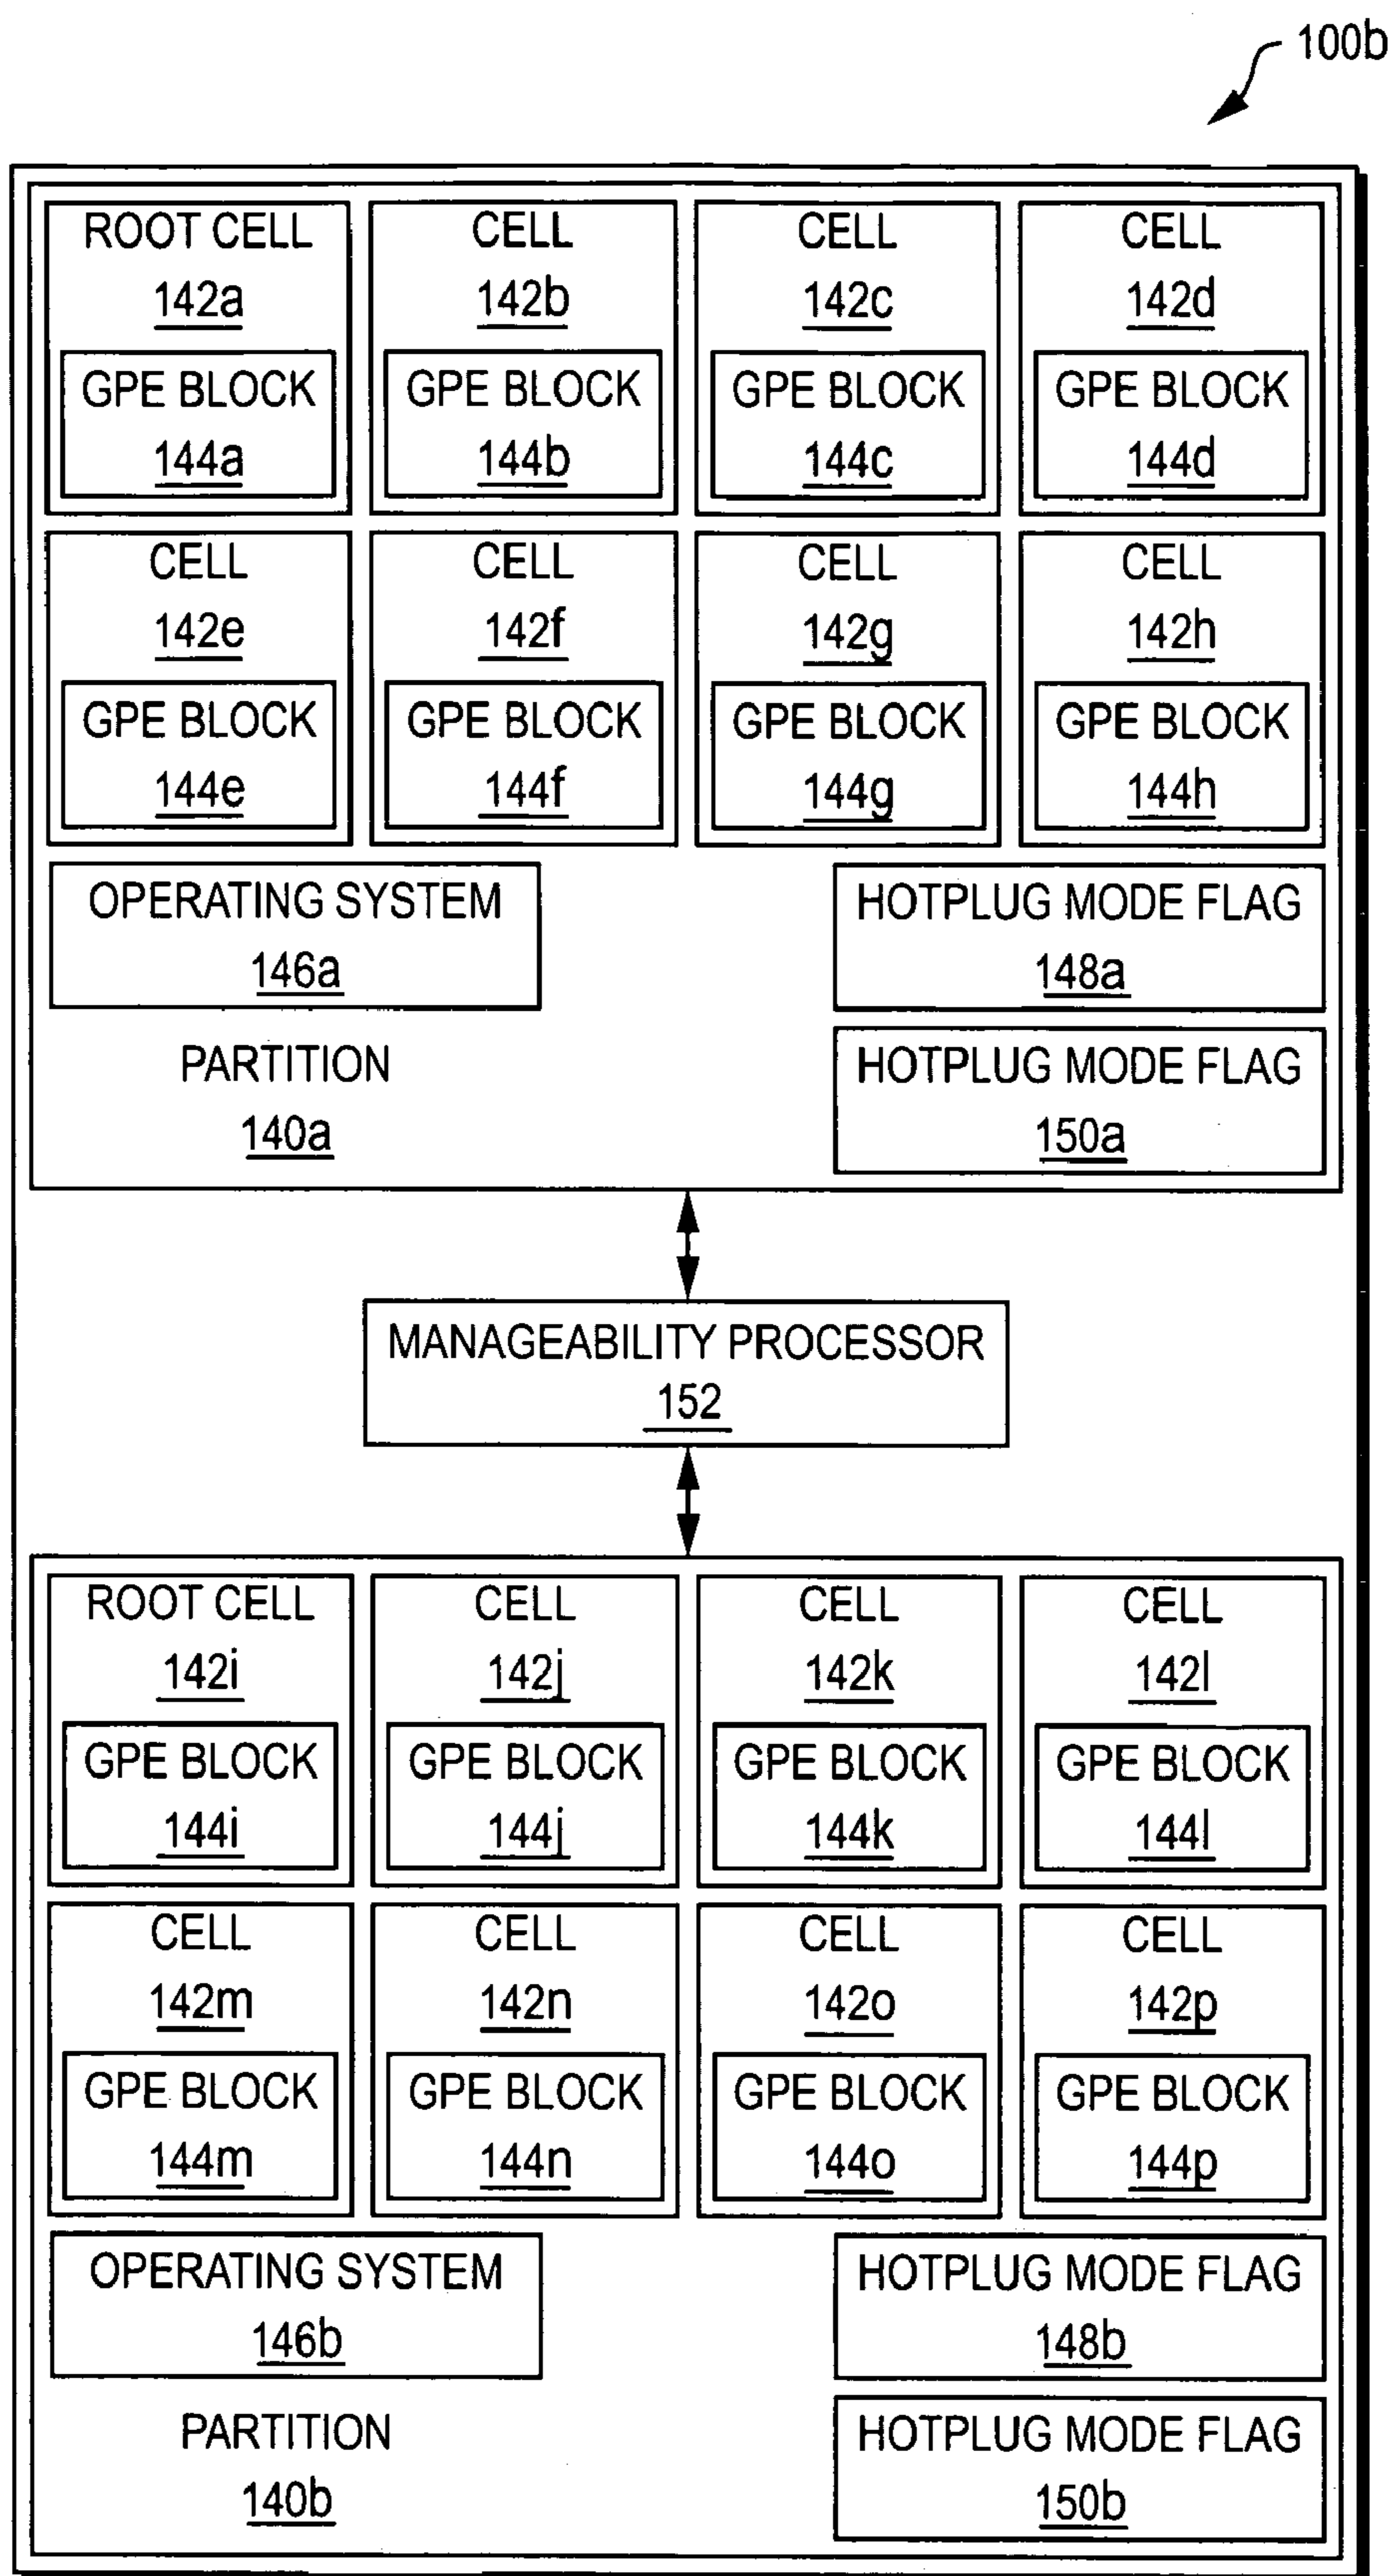 100b
ROOT CELL CELL CELL CELL
142a 142b 142c 142d
GPE BLOCK GPE BLOCK GPE BLOCK GPE BLOCK
144a 144b 144c 144d
CELL CELL CELL CELL
142e 142f 142g 142h
GPE BLOCK GPE BLOCK GPE BLOCK GPE BLOCK
144e 144f 144g 144h
OPERATING SYSTEM HOTPLUG MODE FLAG
146a 148a
PARTITION HOTPLUG MODE FLAG
140a 150a
MANAGEABILITY PROCESSOR
152
ROOT CELL CELL CELL CELL
142i 142j 142k 142l
GPE BLOCK GPE BLOCK GPE BLOCK GPE BLOCK
144i 144j 144k 144l
CELL CELL CELL CELL
142m 142n 142o 142p
GPE BLOCK GPE BLOCK GPE BLOCK GPE BLOCK
144m 144n 144o 144p
OPERATING SYSTEM HOTPLUG MODE FLAG
146b 148b
PARTITION HOTPLUG MODE FLAG
140b 150b